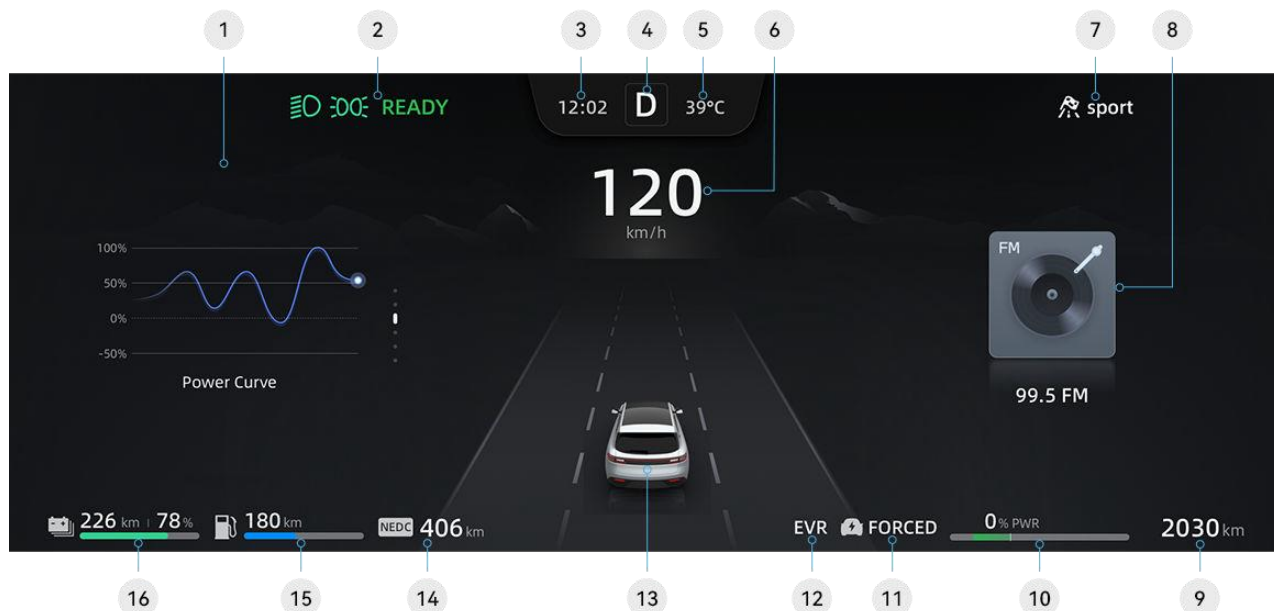 1 2 3 4 5 6 7 8
READY 12:02 D 39°C sport
120
km/h
100%
50%
0%
-50%
Power Curve
FM
99.5 FM
226 km 78% 180 km NEDC 406 km EVR FORCED 0% PWR 2030 km
16 15 14 13 12 11 10 9